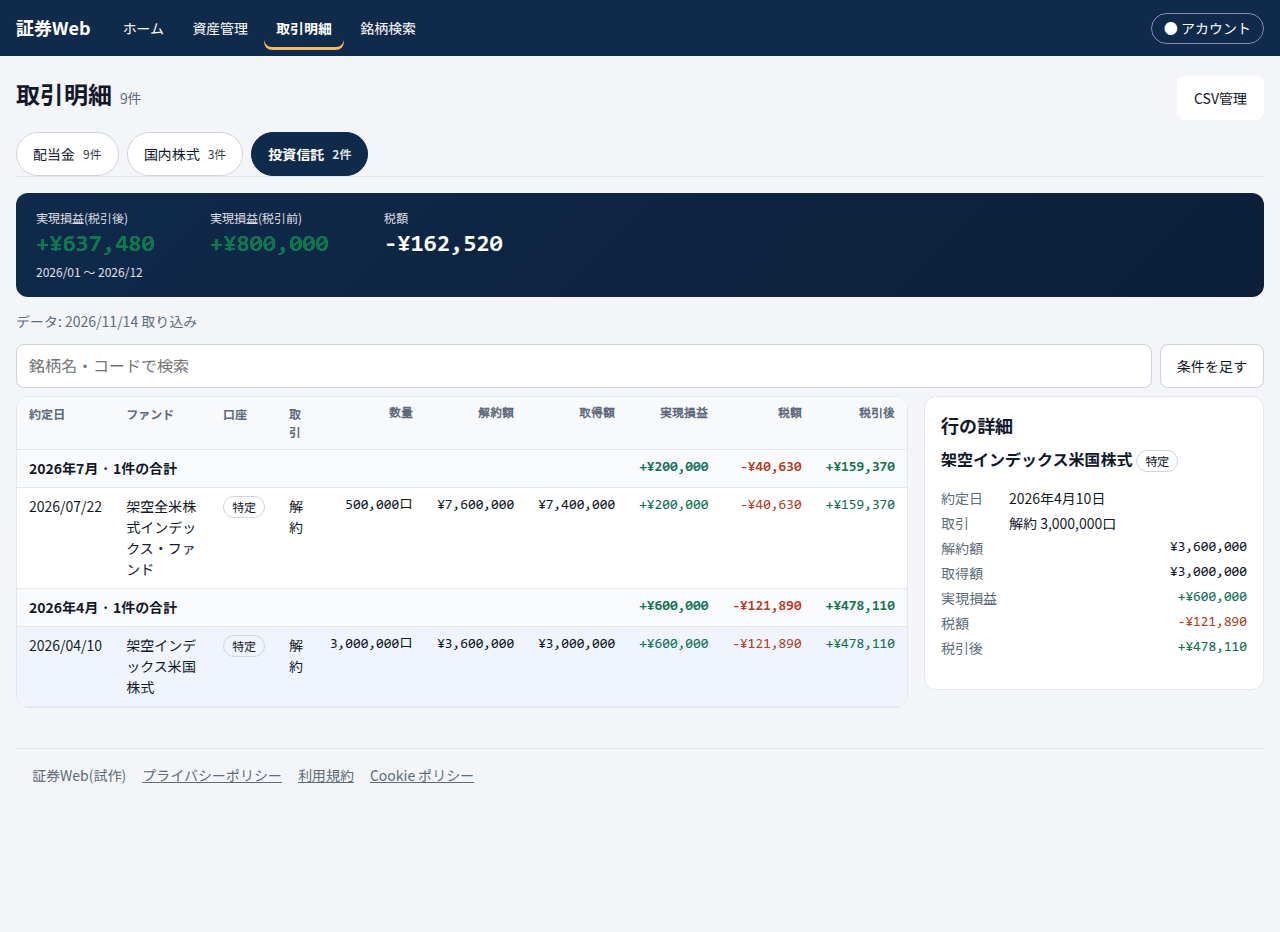 証券Web ホーム 資産管理 取引明細 銘柄検索 アカウント
取引明細 9件 CSV管理
配当金 9件 国内株式 3件 投資信託 2件
実現損益(税引後) 実現損益(税引前) 税額
+¥637,480 +¥800,000 -¥162,520
2026/01 〜 2026/12
データ: 2026/11/14 取り込み
銘柄名・コードで検索 条件を足す
約定日 ファンド 口座 取引 数量 解約額 取得額 実現損益 税額 税引後
2026年7月・1件の合計 +¥200,000 -¥40,630 +¥159,370
2026/07/22 架空全米株式インデックス・ファンド 特定 解約 500,000口 ¥7,600,000 ¥7,400,000 +¥200,000 -¥40,630 +¥159,370
2026年4月・1件の合計 +¥600,000 -¥121,890 +¥478,110
2026/04/10 架空インデックス米国株式 特定 解約 3,000,000口 ¥3,600,000 ¥3,000,000 +¥600,000 -¥121,890 +¥478,110
行の詳細
架空インデックス米国株式 特定
約定日 2026年4月10日
取引 解約 3,000,000口
解約額 ¥3,600,000
取得額 ¥3,000,000
実現損益 +¥600,000
税額 -¥121,890
税引後 +¥478,110
証券Web(試作) プライバシーポリシー 利用規約 Cookie ポリシー